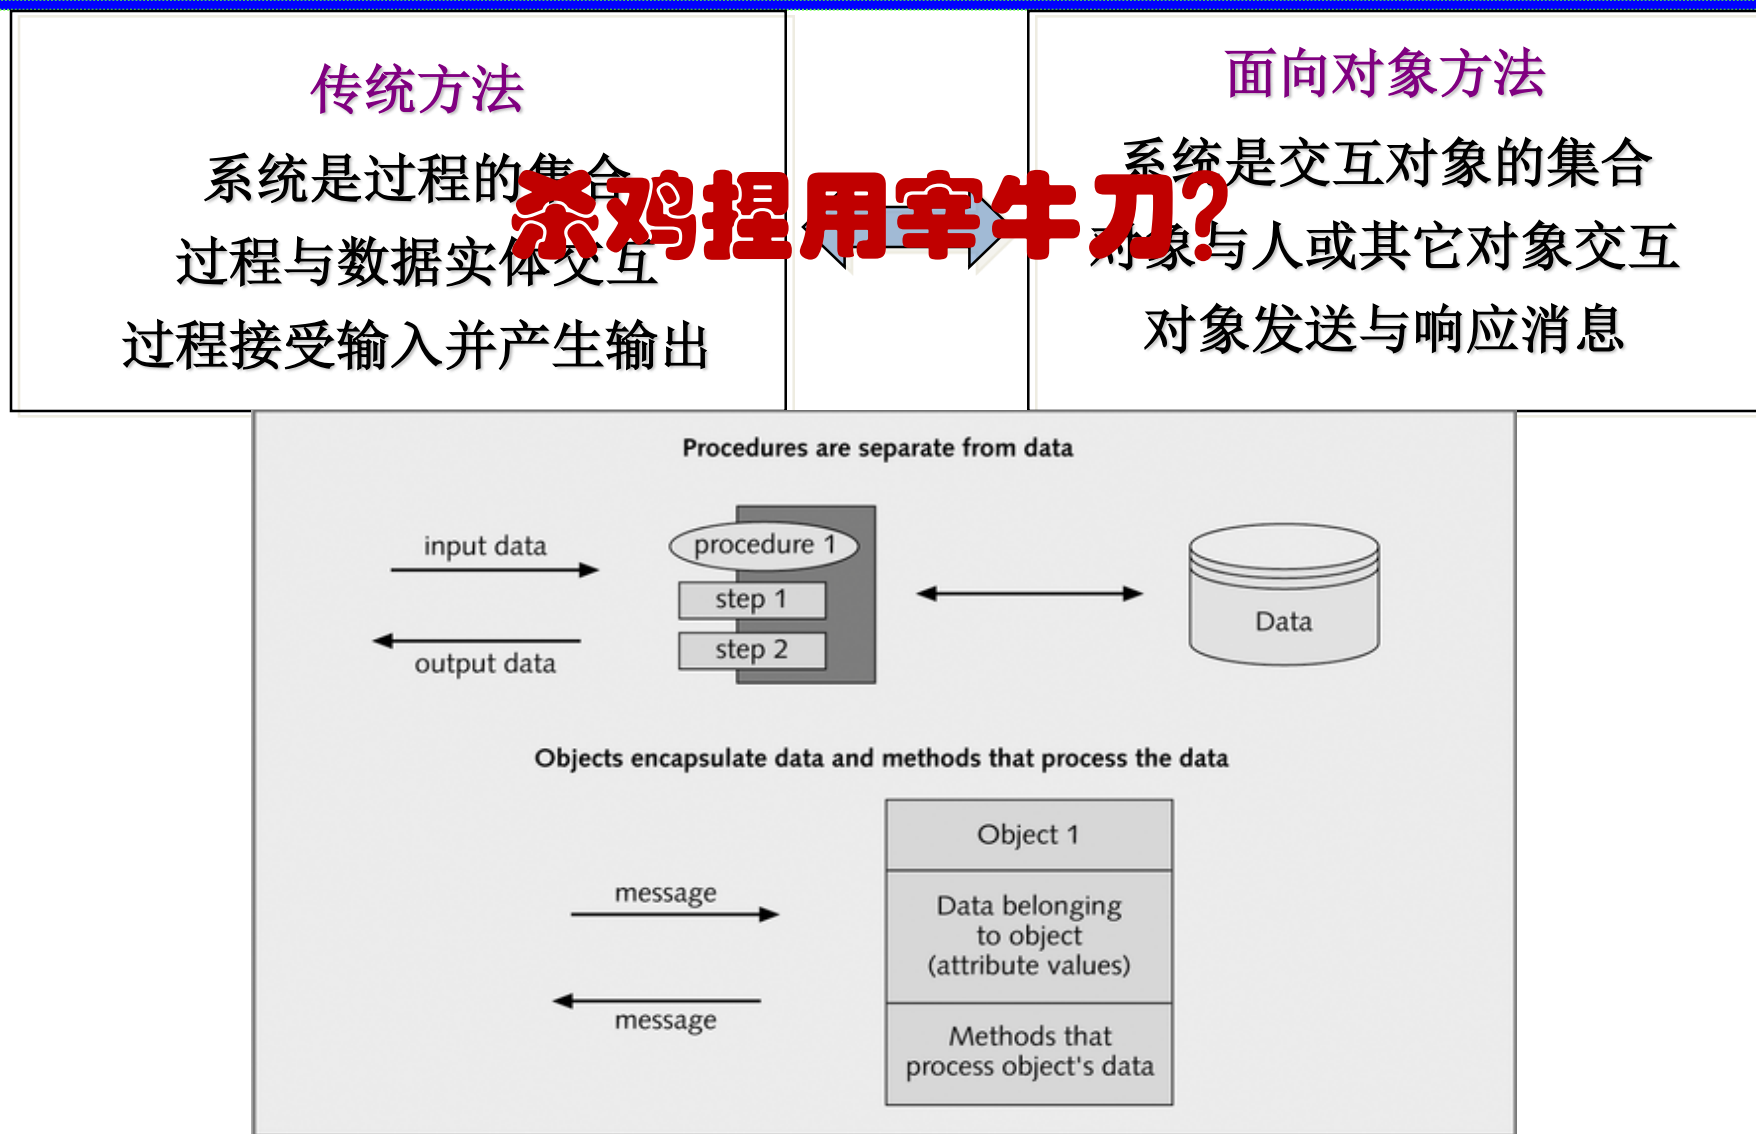 传统方法
系统是过程的集合
过程与数据实体交互
过程接受输入并产生输出
面向对象方法
系统是交互对象的集合
对象与人或其它对象交互
对象发送与响应消息
杀鸡捏用宰牛刀?
Procedures are separate from data
input data
output data
procedure 1
step 1
step 2
Data
Objects encapsulate data and methods that process the data
message
message
Object 1
Data belonging
to object
(attribute values)
Methods that
process object's data